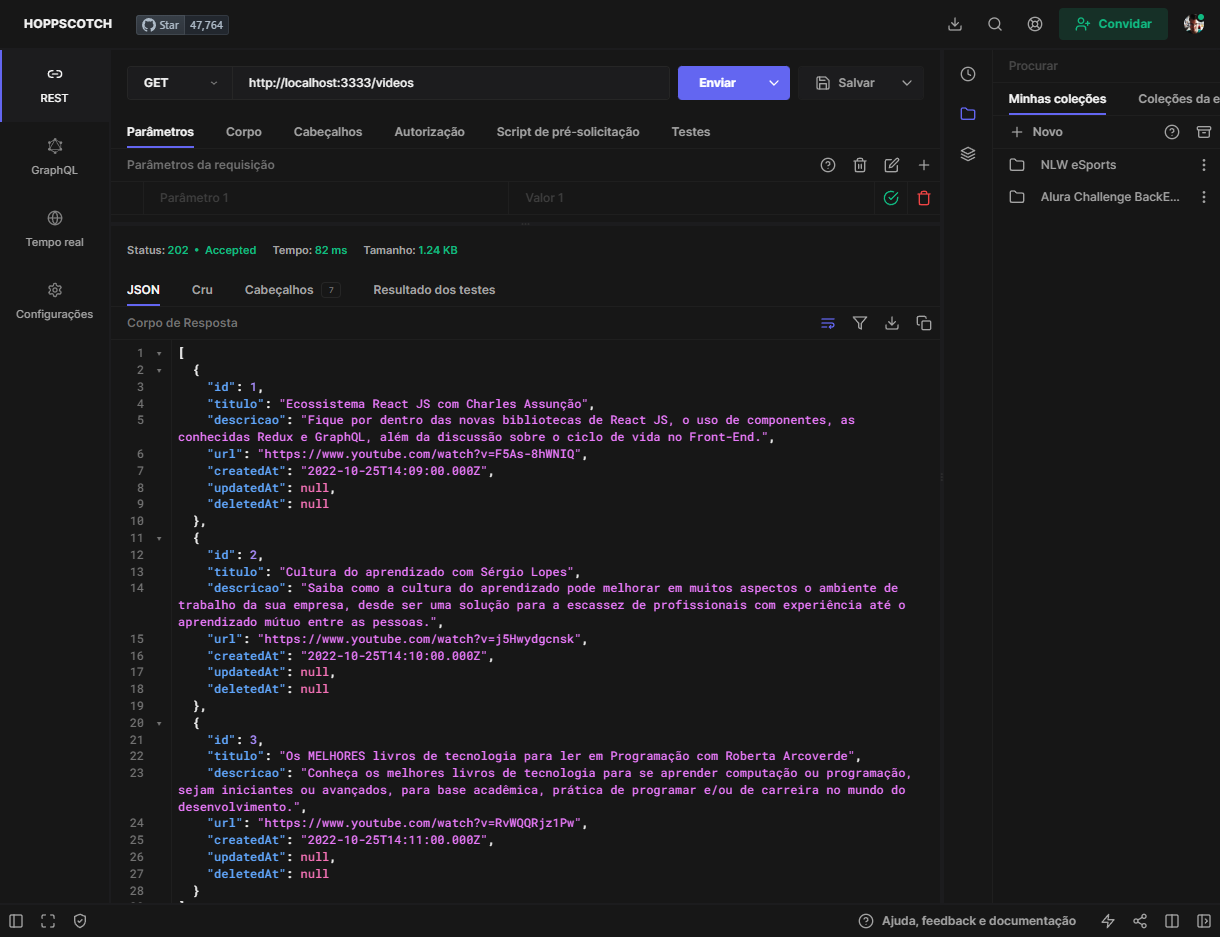 HOPPSCOTCH
Star 47,764
Convidar
REST
GraphQL
Tempo real
Configurações
GET http://localhost:3333/videos Enviar Salvar
Parâmetros Corpo Cabeçalhos Autorização Script de pré-solicitação Testes
Parâmetros da requisição
Parâmetro 1 Valor 1
Status: 202 • Accepted Tempo: 82 ms Tamanho: 1.24 KB
JSON Cru Cabeçalhos 7 Resultado dos testes
Corpo de Resposta
1 [
2 {
3 "id": 1,
4 "titulo": "Ecossistema React JS com Charles Assunção",
5 "descricao": "Fique por dentro das novas bibliotecas de React JS, o uso de componentes, as
conhecidas Redux e GraphQL, além da discussão sobre o ciclo de vida no Front-End.",
6 "url": "https://www.youtube.com/watch?v=F5As-8hWNIQ",
7 "createdAt": "2022-10-25T14:09:00.000Z",
8 "updatedAt": null,
9 "deletedAt": null
10 },
11 {
12 "id": 2,
13 "titulo": "Cultura do aprendizado com Sérgio Lopes",
14 "descricao": "Saiba como a cultura do aprendizado pode melhorar em muitos aspectos o ambiente de
trabalho da sua empresa, desde ser uma solução para a escassez de profissionais com experiência até o
aprendizado mútuo entre as pessoas.",
15 "url": "https://www.youtube.com/watch?v=j5Hwydgcnsk",
16 "createdAt": "2022-10-25T14:10:00.000Z",
17 "updatedAt": null,
18 "deletedAt": null
19 },
20 {
21 "id": 3,
22 "titulo": "Os MELHORES livros de tecnologia para ler em Programação com Roberta Arcoverde",
23 "descricao": "Conheça os melhores livros de tecnologia para se aprender computação ou programação,
sejam iniciantes ou avançados, para base acadêmica, prática de programar e/ou de carreira no mundo do
desenvolvimento.",
24 "url": "https://www.youtube.com/watch?v=RvWQQRjz1Pw",
25 "createdAt": "2022-10-25T14:11:00.000Z",
26 "updatedAt": null,
27 "deletedAt": null
28 }
Procurar
Minhas coleções Coleções da e
Novo
NLW eSports
Alura Challenge BackE...
Ajuda, feedback e documentação